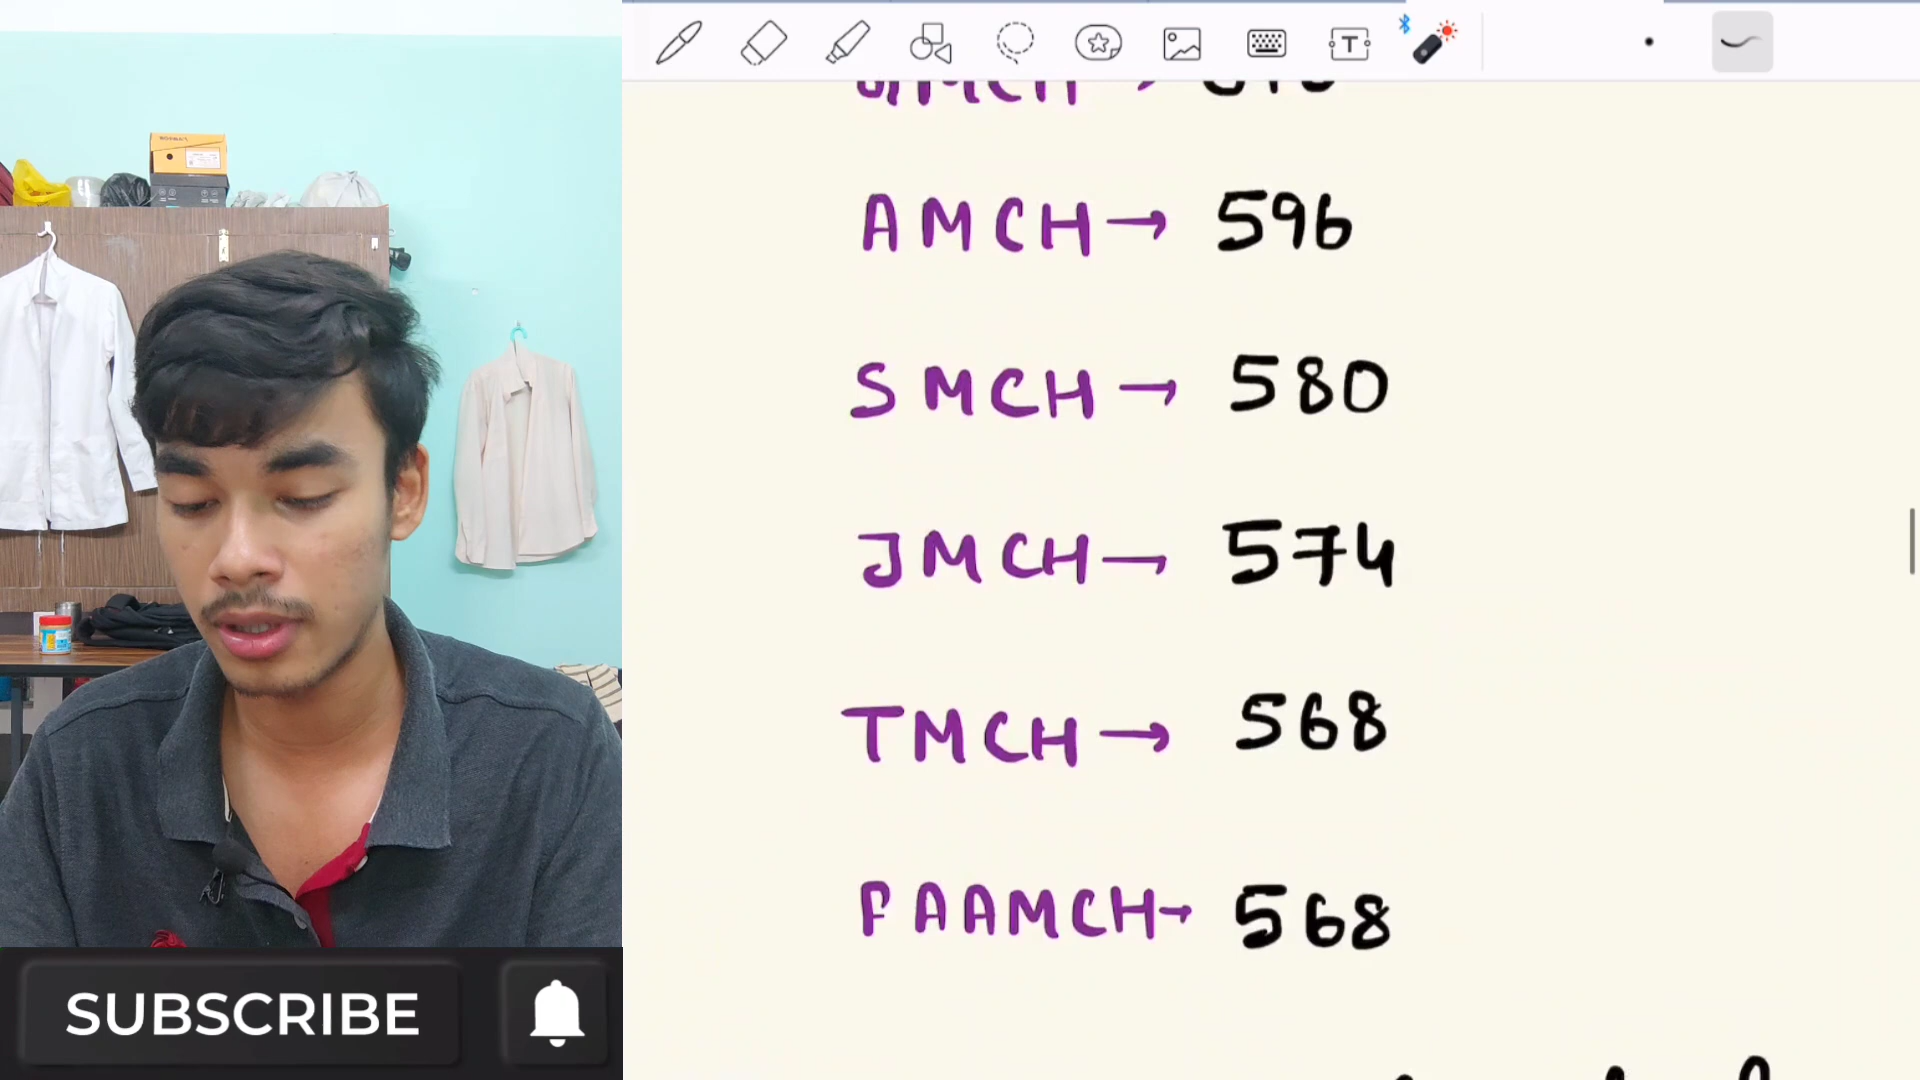 AMCH → 596
SMCH → 580
JMCH → 574
TMCH → 568
FAAMCH → 568
SUBSCRIBE